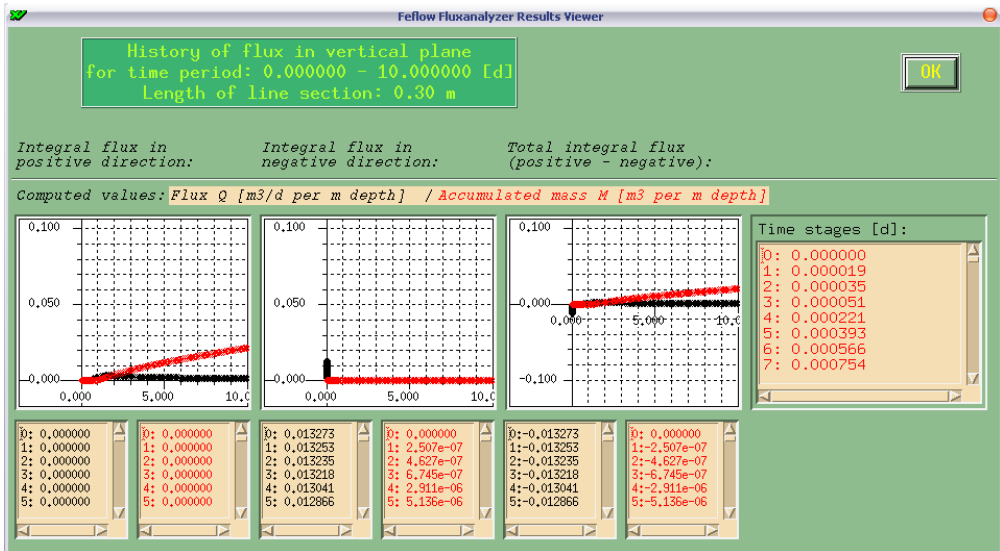 Feflow Fluxanalyzer Results Viewer
History of flux in vertical plane
for time period: 0.000000 - 10.000000 [d]
Length of line section: 0.30 m
OK
Integral flux in
positive direction:
Integral flux in
negative direction:
Total integral flux
(positive - negative):
Computed values: Flux Q [m3/d per m depth] / Accumulated mass M [m3 per m depth]
0.100
0.050
-0.000
0.000 5.000 10.0
0.100
0.050
-0.000
0.000 5.000 10.0
0.100
-0.000
-0.100
0.000 5.000 10.0
Time stages [d]:
0: 0.000000
1: 0.000019
2: 0.000035
3: 0.000051
4: 0.000221
5: 0.000393
6: 0.000566
7: 0.000754
0: 0.000000
1: 0.000000
2: 0.000000
3: 0.000000
4: 0.000000
5: 0.000000
0: 0.000000
1: 0.000000
2: 0.000000
3: 0.000000
4: 0.000000
5: 0.000000
0: 0.013273
1: 0.013253
2: 0.013235
3: 0.013218
4: 0.013041
5: 0.012866
0: 0.000000
1: 2.507e-07
2: 4.627e-07
3: 6.745e-07
4: 2.911e-06
5: 5.136e-06
0:-0.013273
1:-0.013253
2:-0.013235
3:-0.013218
4:-0.013041
5:-0.012866
0: 0.000000
1:-2.507e-07
2:-4.627e-07
3:-6.745e-07
4:-2.911e-06
5:-5.136e-06